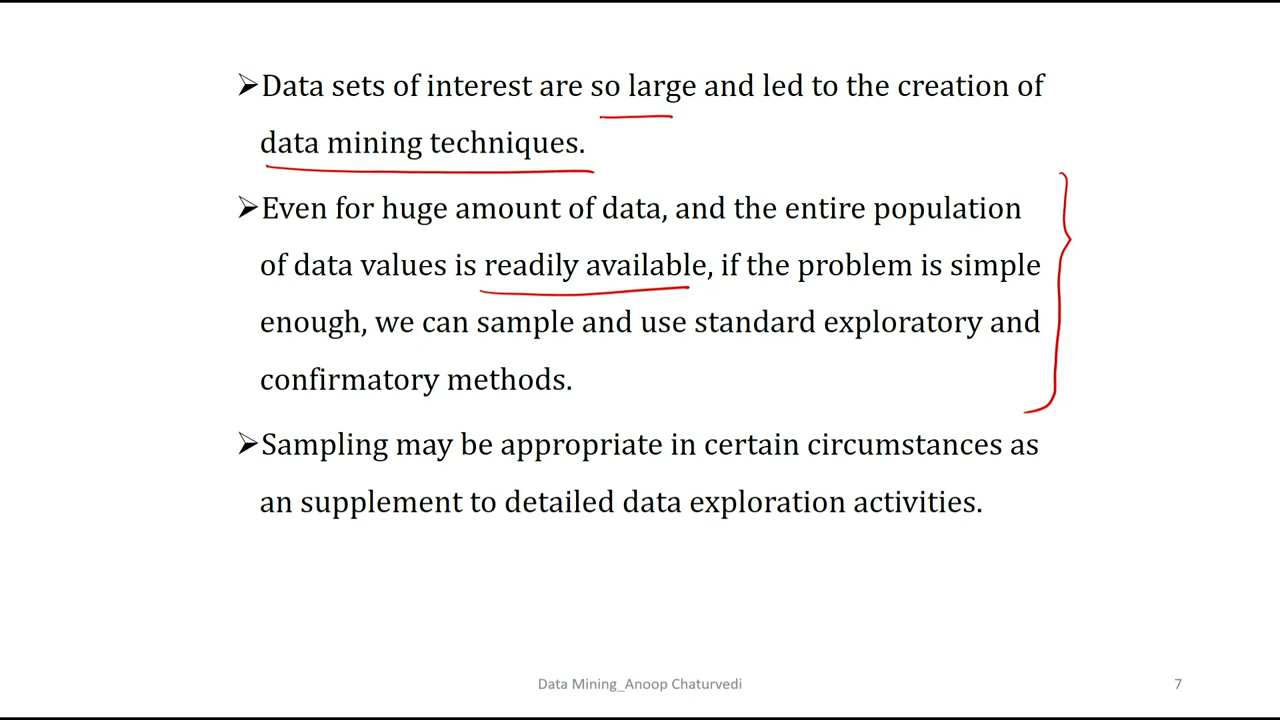 ➢Data sets of interest are so large and led to the creation of
data mining techniques.
➢Even for huge amount of data, and the entire population
of data values is readily available, if the problem is simple
enough, we can sample and use standard exploratory and
confirmatory methods.
➢Sampling may be appropriate in certain circumstances as
an supplement to detailed data exploration activities.
Data Mining_Anoop Chaturvedi
7